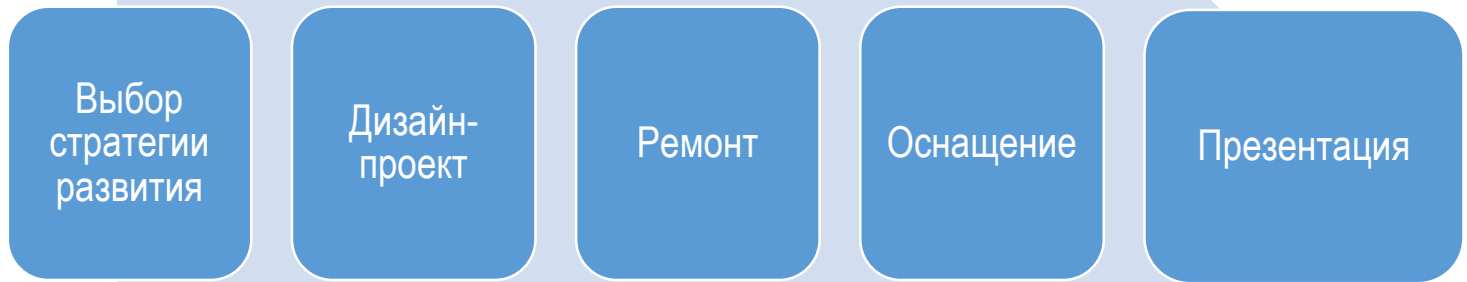 Выбор
стратегии
развития
Дизайн-
проект
Ремонт
Оснащение
Презентация